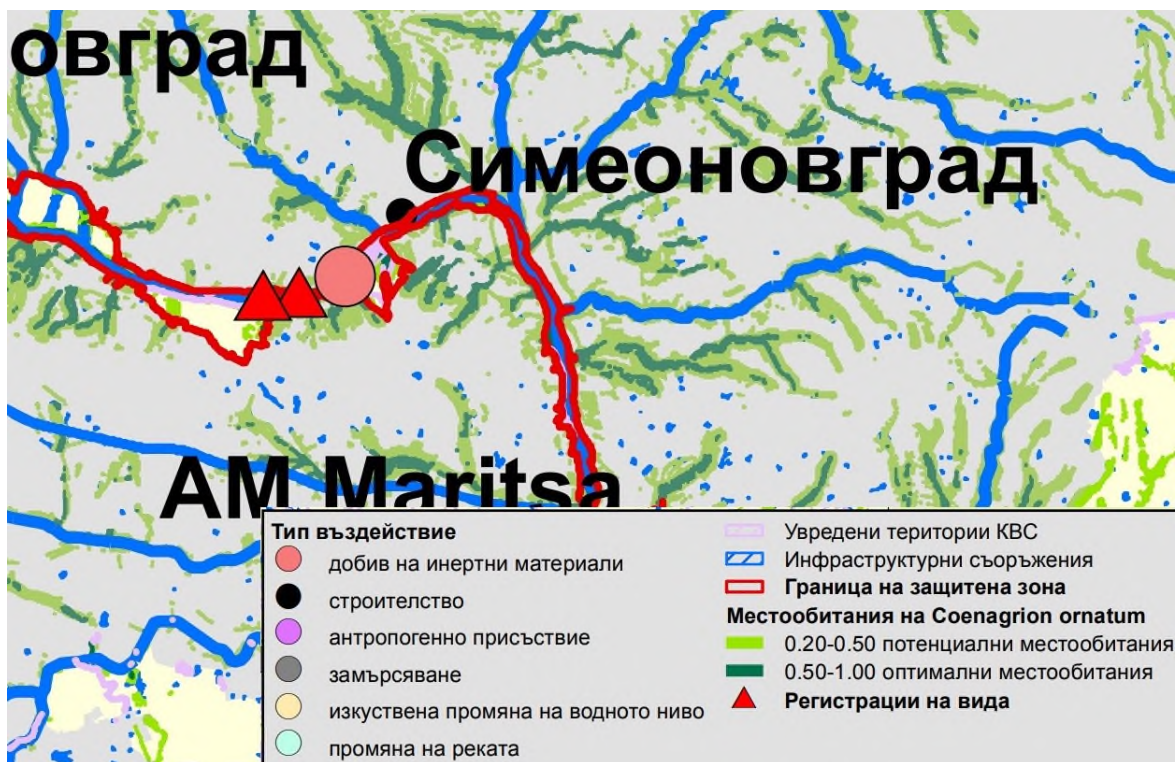 овград
Симеоновград
AM Maritsa
Тип въздействие
добив на инертни материали
строителство
антропогенно присъствие
замърсяване
изкуствена промяна на водното ниво
промяна на реката
Увредени територии КВС
Инфраструктурни съоръжения
Граница на защитена зона
Местообитания на Coenagrion ornatum
0.20-0.50 потенциални местообитания
0.50-1.00 оптимални местообитания
Регистрации на вида